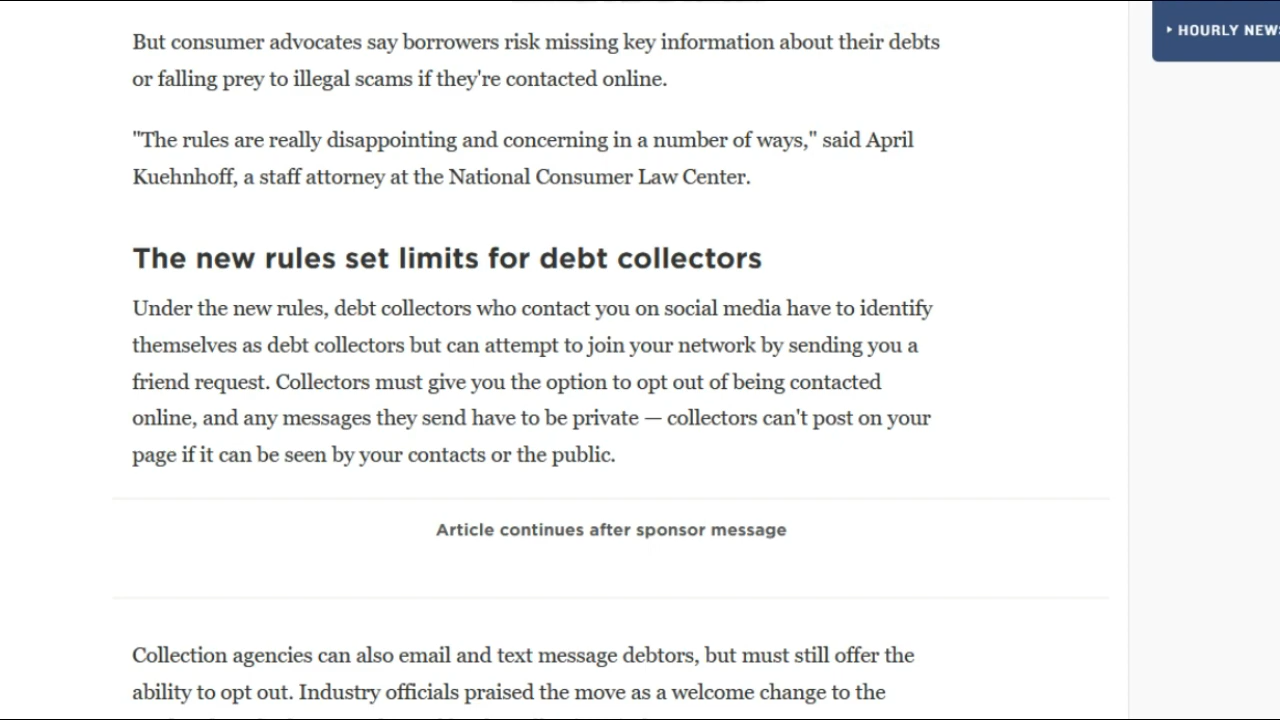 But consumer advocates say borrowers risk missing key information about their debts
or falling prey to illegal scams if they're contacted online.
"The rules are really disappointing and concerning in a number of ways," said April
Kuehnhoff, a staff attorney at the National Consumer Law Center.
The new rules set limits for debt collectors
Under the new rules, debt collectors who contact you on social media have to identify
themselves as debt collectors but can attempt to join your network by sending you a
friend request. Collectors must give you the option to opt out of being contacted
online, and any messages they send have to be private — collectors can't post on your
page if it can be seen by your contacts or the public.
Article continues after sponsor message
Collection agencies can also email and text message debtors, but must still offer the
ability to opt out. Industry officials praised the move as a welcome change to the
HOURLY NEWS